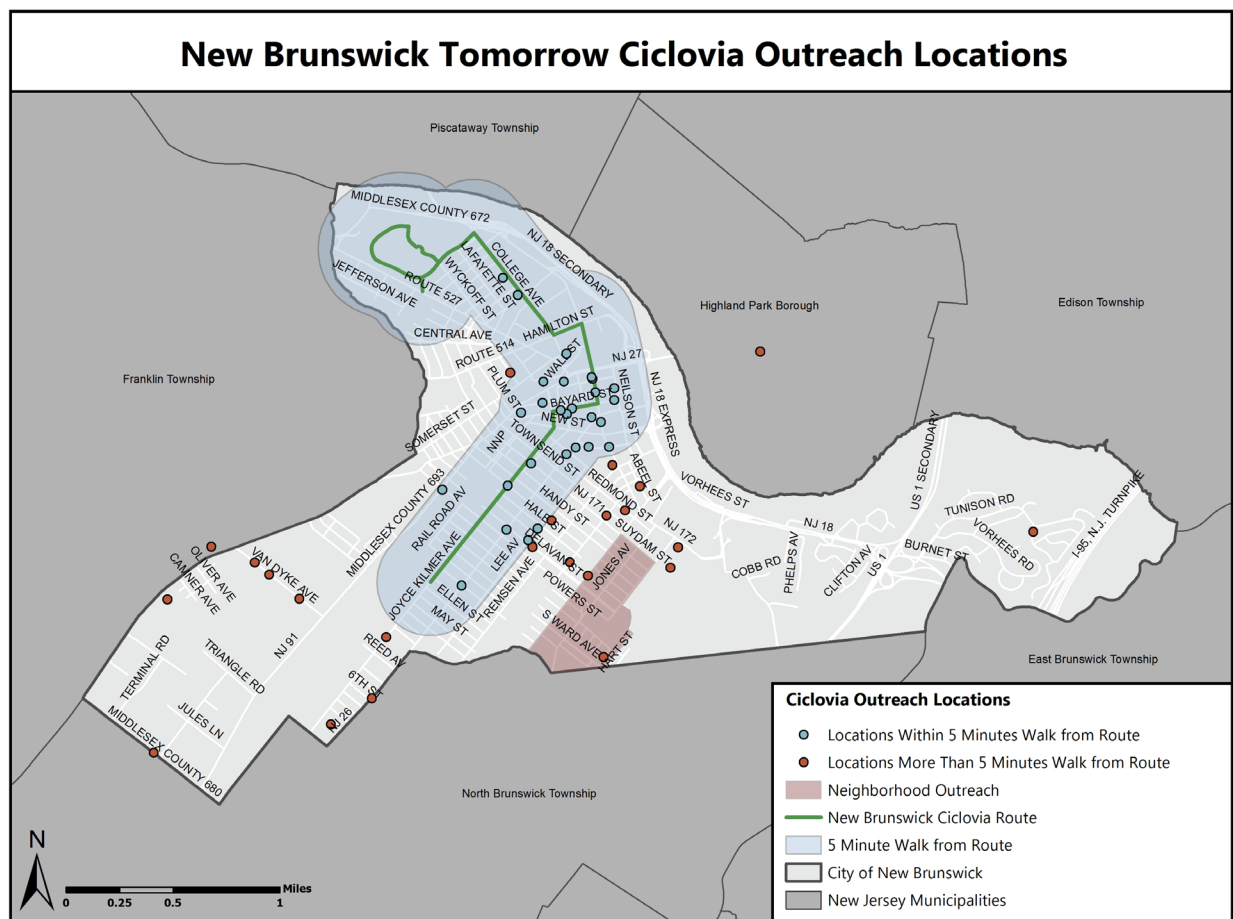 New Brunswick Tomorrow Ciclovia Outreach Locations
Piscataway Township
MIDDLESEX COUNTY 672
NJ 18 SECONDARY
COLLEGE AVE
LAFAYETTE ST
WYCKOFF ST
JEFFERSON AVE
ROUTE 527
Highland Park Borough
Edison Township
HAMILTON ST
CENTRAL AVE
ROUTE 514
WALL ST
NJ 27
Franklin Township
PLUM ST
BAYARD ST
NEILSON ST
NJ 18 EXPRESS
NEW ST
SOMERSET ST
NNP
TOWNSEND ST
US 1 SECONDARY
ABEEL ST
VORHEES ST
MIDDLESEX COUNTY 693
RAIL ROAD AV
REDMOND ST
NJ 171
HANDY ST
HALE ST
SUYDAM ST
NJ 172
NJ 18
TUNISON RD
VORHEES RD
I-95, N.J. TURNPIKE
BURNET ST
OLIVER AVE
CAMNER AVE
VAN DYKE AVE
JOYCE KILMER AVE
LEE AV
DELAVAN ST
JONES AV
COBB RD
PHELPS AV
CLIFTON AV
US 1
ELLEN ST
MAY ST
REMSEN AVE
POWERS ST
S WARD AVE
HART ST
REED AV
TERMINAL RD
TRIANGLE RD
NJ 91
6TH ST
NJ 26
JULES LN
MIDDLESEX COUNTY 680
East Brunswick Township
North Brunswick Township
Ciclovia Outreach Locations
Locations Within 5 Minutes Walk from Route
Locations More Than 5 Minutes Walk from Route
Neighborhood Outreach
New Brunswick Ciclovia Route
5 Minute Walk from Route
City of New Brunswick
New Jersey Municipalities
N
Miles
0 0.25 0.5 1